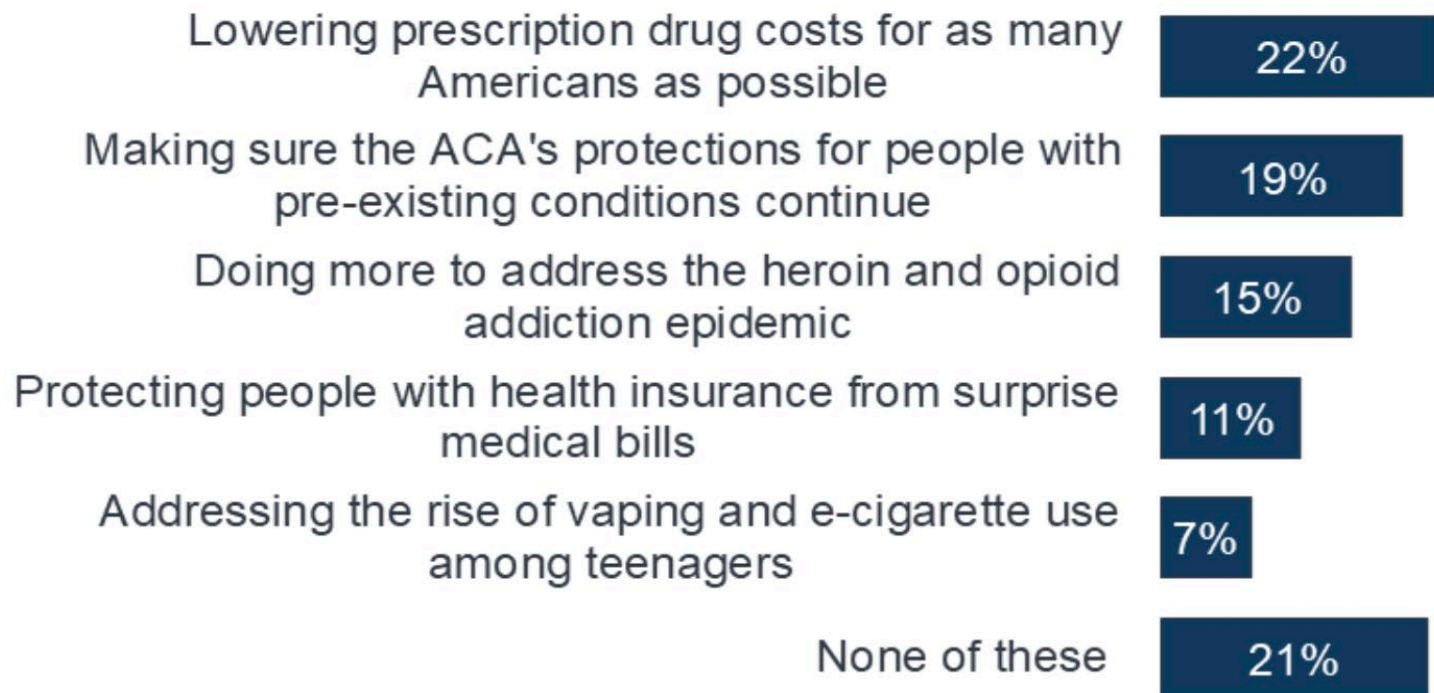 Lowering prescription drug costs for as many
Americans as possible
22%
Making sure the ACA's protections for people with
pre-existing conditions continue
19%
Doing more to address the heroin and opioid
addiction epidemic
15%
Protecting people with health insurance from surprise
medical bills
11%
Addressing the rise of vaping and e-cigarette use
among teenagers
7%
None of these
21%